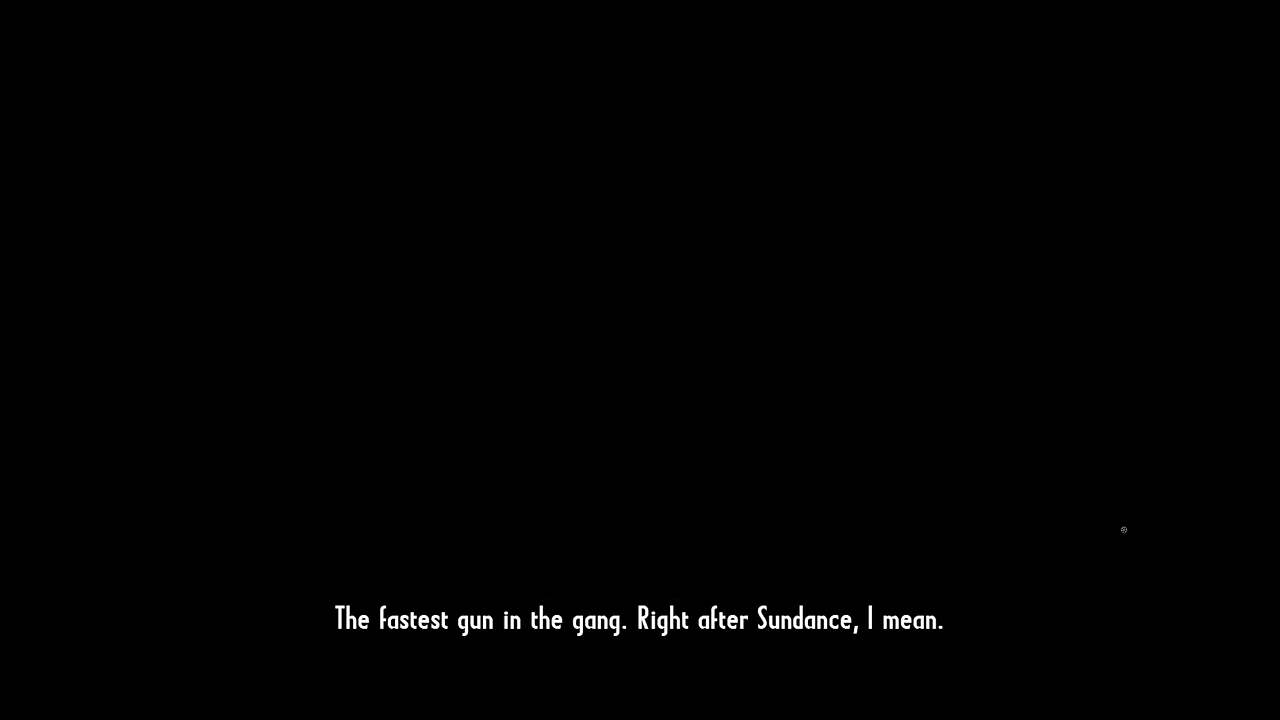 The fastest gun in the gang. Right after Sundance, I mean.